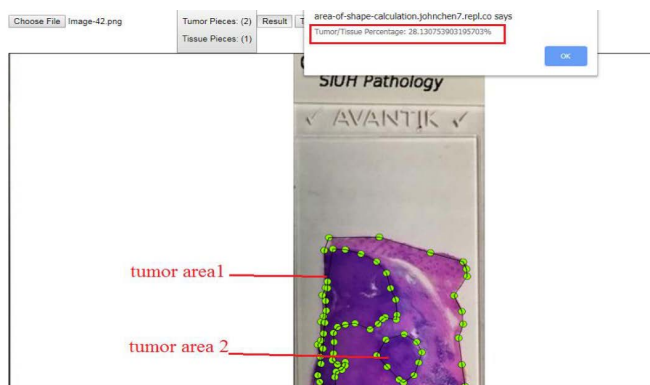 Choose File Image-42.png
Tumor Pieces: (2)
Result
Tissue Pieces: (1)
area-of-shape-calculation.johnchen7.repl.co says
Tumor/Tissue Percentage: 28.130753903195703%
OK
SIUH Pathology
✓ AVANTIK ✓
tumor area1
tumor area 2